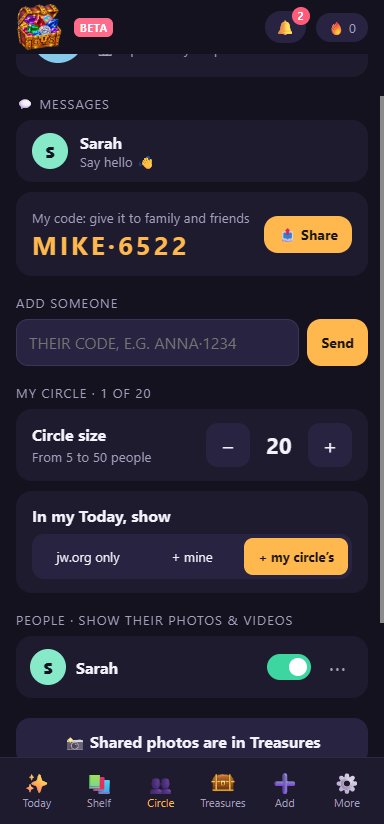 BETA
2
0
MESSAGES
S
Sarah
Say hello
My code: give it to family and friends
MIKE·6522
Share
ADD SOMEONE
THEIR CODE, E.G. ANNA·1234
Send
MY CIRCLE · 1 OF 20
Circle size
From 5 to 50 people
− 20 +
In my Today, show
jw.org only + mine + my circle's
PEOPLE · SHOW THEIR PHOTOS & VIDEOS
S
Sarah
...
Shared photos are in Treasures
Today Shelf Circle Treasures Add More